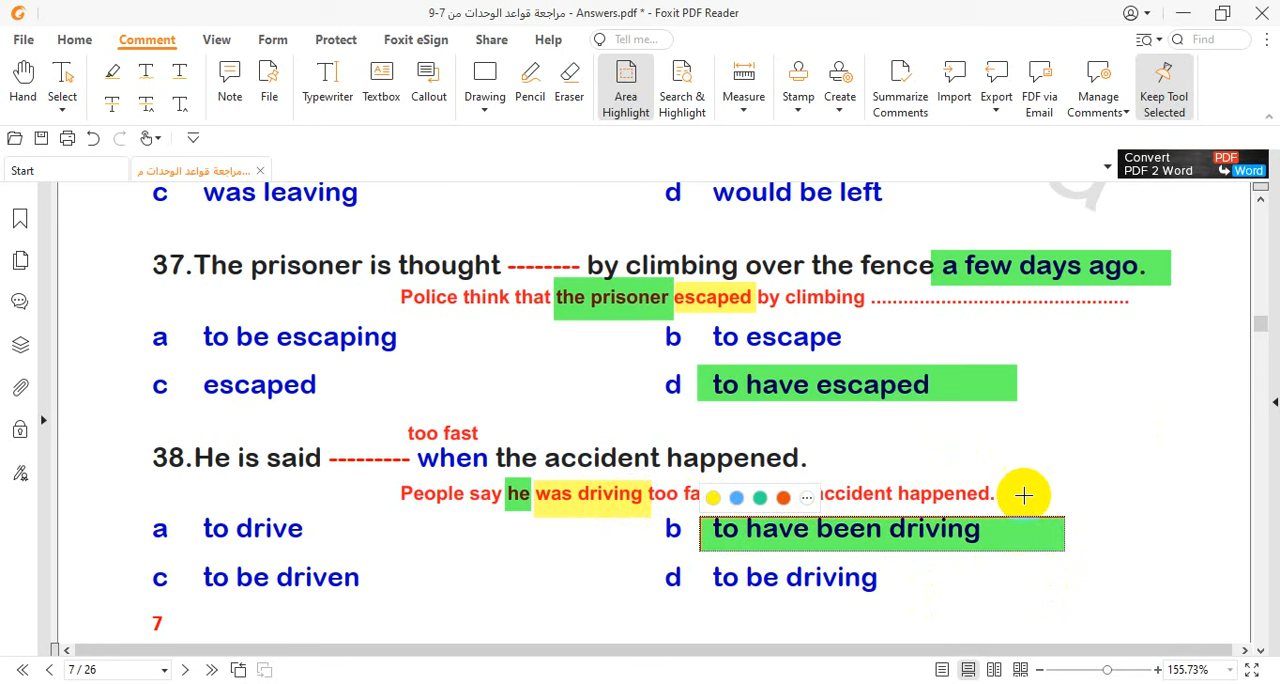 مراجعة قواعد الوحدات من 7-9 - Answers.pdf * - Foxit PDF Reader
File Home Comment View Form Protect Foxit eSign Share Help Tell me... Find
Hand Select Note File Typewriter Textbox Callout Drawing Pencil Eraser Area Highlight Search & Highlight Measure Stamp Create Summarize Comments Import Export FDF via Email Manage Comments Keep Tool Selected
Start
مراجعة قواعد الوحدات م...
Convert PDF
PDF 2 Word Word
c was leaving d would be left
37.The prisoner is thought -------- by climbing over the fence a few days ago.
Police think that the prisoner escaped by climbing ................................................
a to be escaping b to escape
c escaped d to have escaped
too fast
38.He is said --------- when the accident happened.
People say he was driving too accident happened.
a to drive b to have been driving
c to be driven d to be driving
7
7 / 26 155.73%